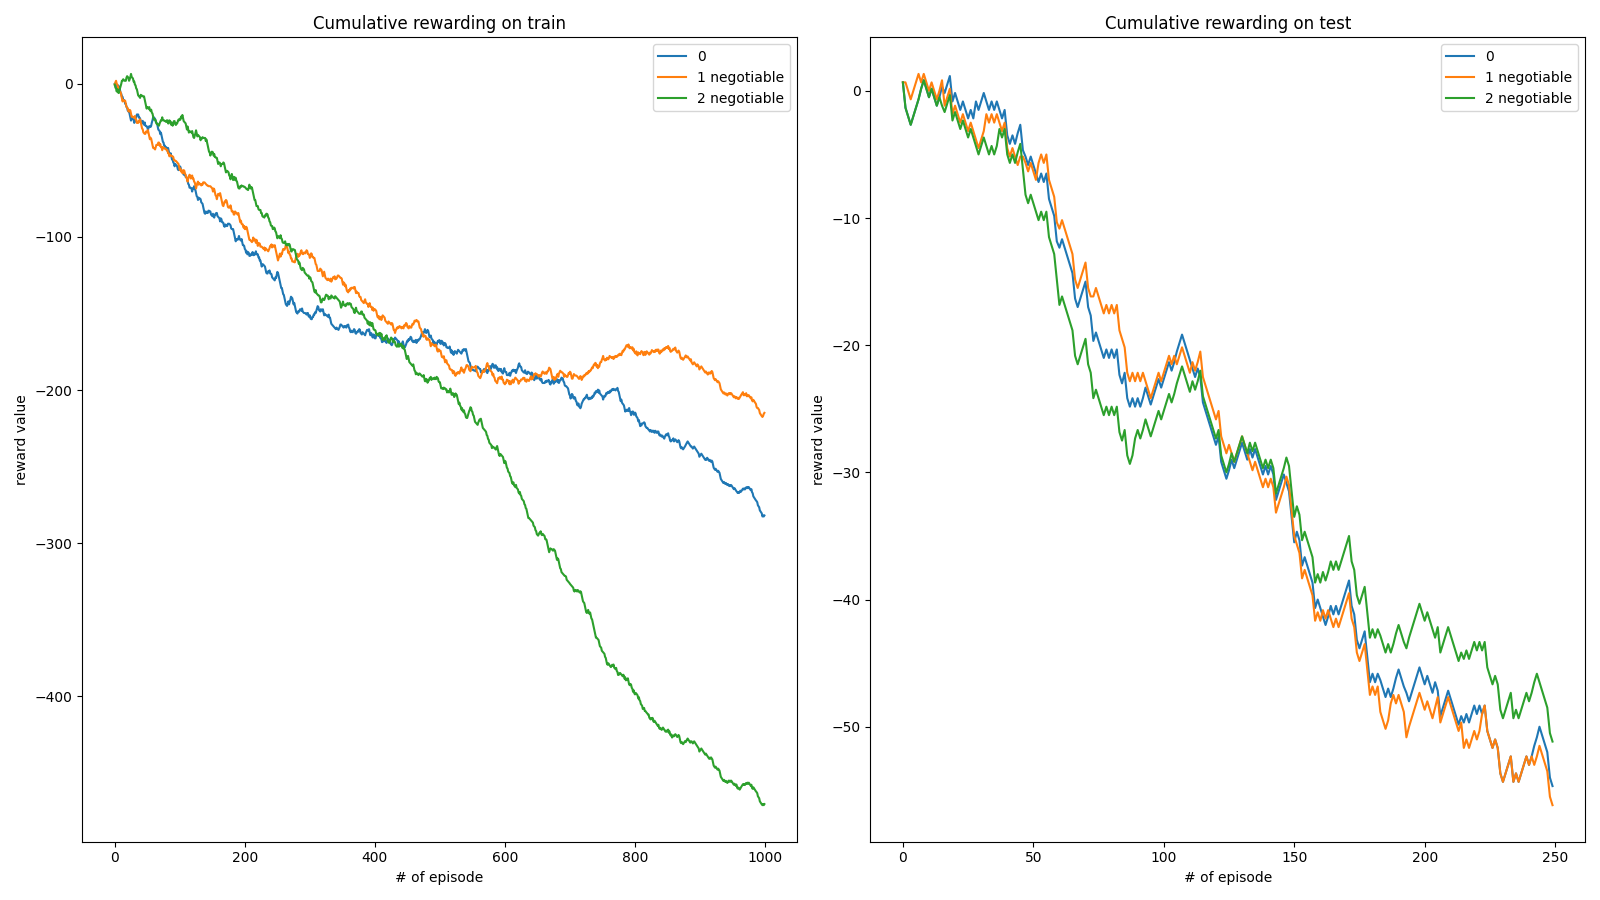 Cumulative rewarding on train
0
1 negotiable
2 negotiable
reward value
0
−100
−200
−300
−400
0
200
400
600
800
1000
# of episode
Cumulative rewarding on test
0
1 negotiable
2 negotiable
reward value
0
−10
−20
−30
−40
−50
0
50
100
150
200
250
# of episode